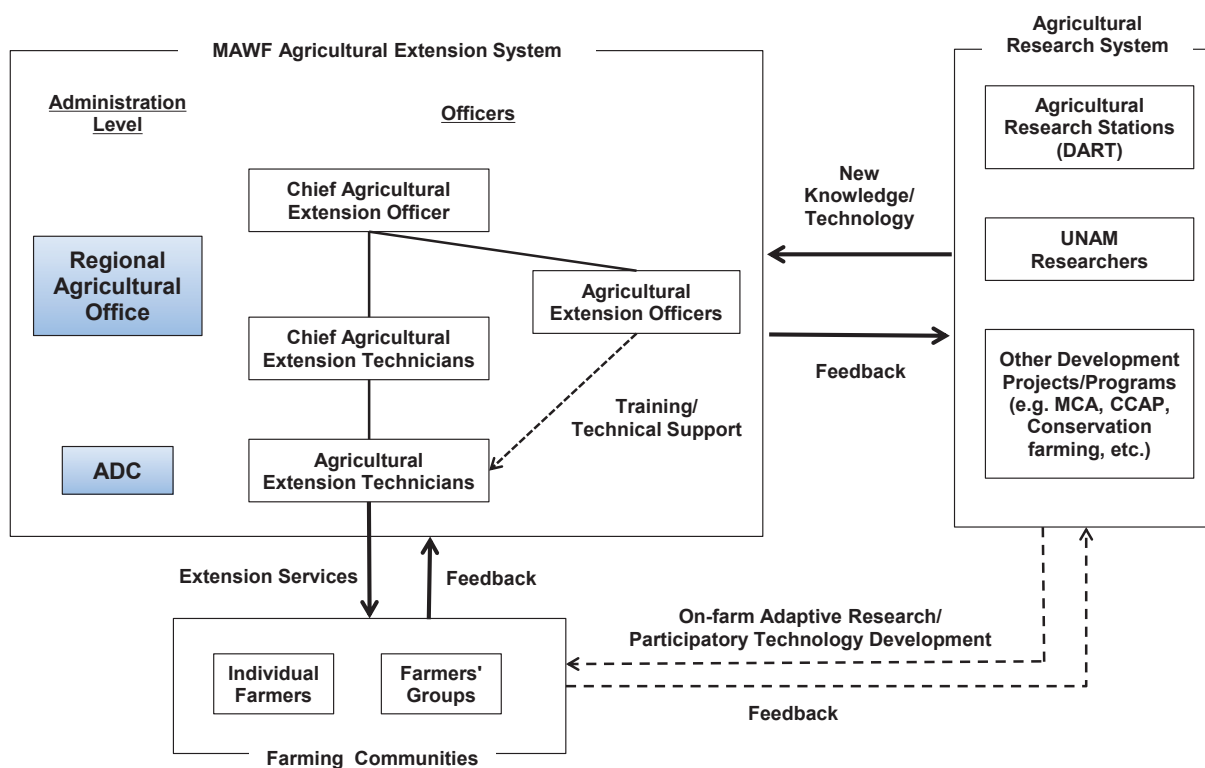 MAWF Agricultural Extension System
Administration
Level
Officers
Chief Agricultural
Extension Officer
Regional
Agricultural
Office
Agricultural
Extension Officers
Chief Agricultural
Extension Technicians
Training/
Technical Support
ADC
Agricultural
Extension Technicians
New
Knowledge/
Technology
Feedback
Agricultural
Research System
Agricultural
Research Stations
(DART)
UNAM
Researchers
Other Development
Projects/Programs
(e.g. MCA, CCAP,
Conservation
farming, etc.)
Extension Services
Feedback
On-farm Adaptive Research/
Participatory Technology Development
Feedback
Individual
Farmers
Farmers'
Groups
Farming Communities